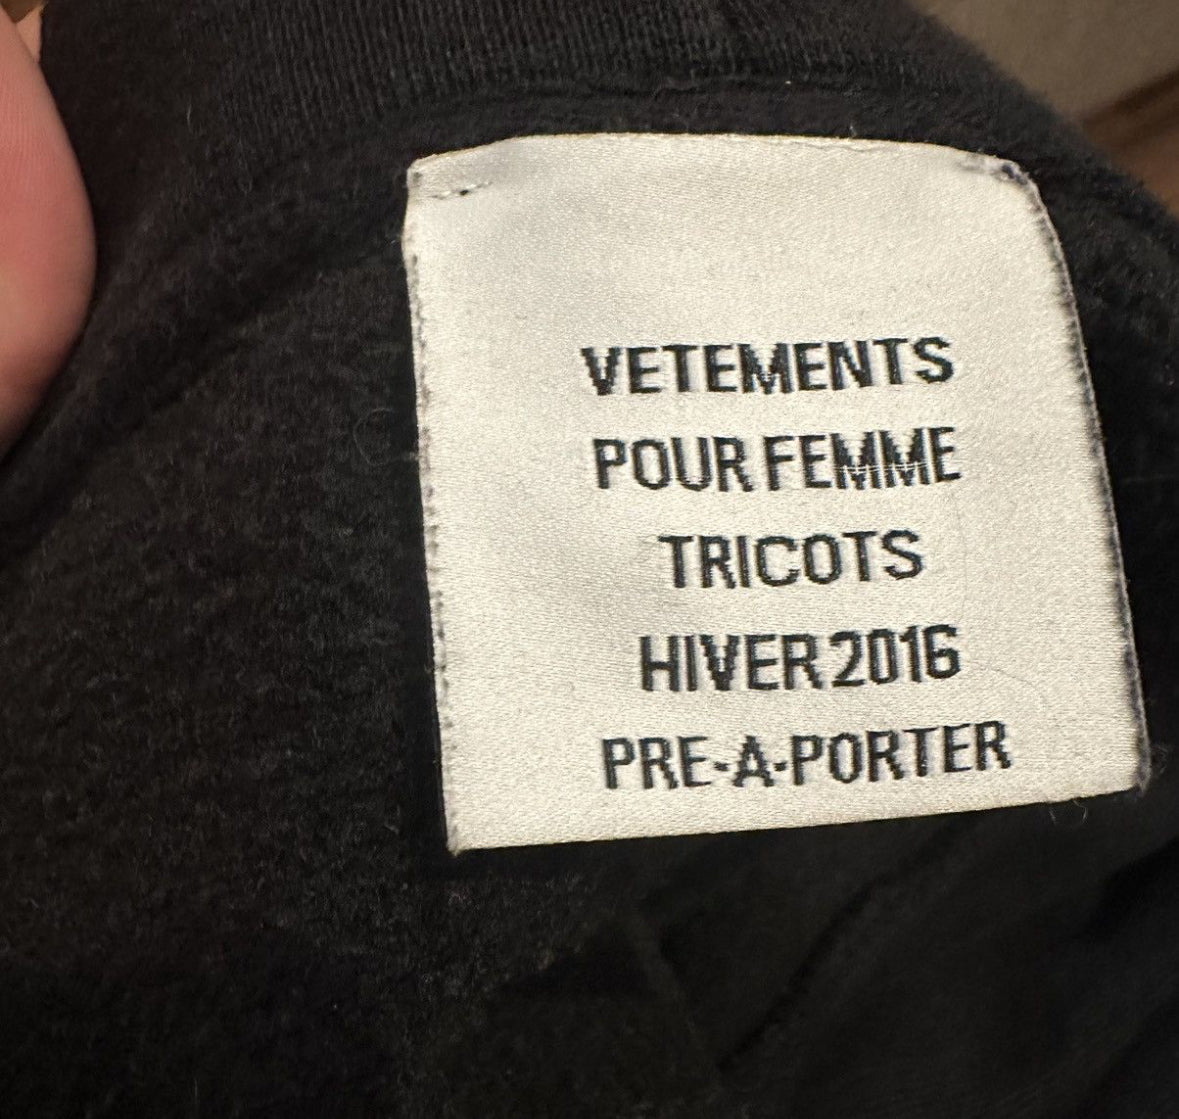 VETEMENTS
POUR FEMME
TRICOTS
HIVER 2016
PRE-A-PORTER